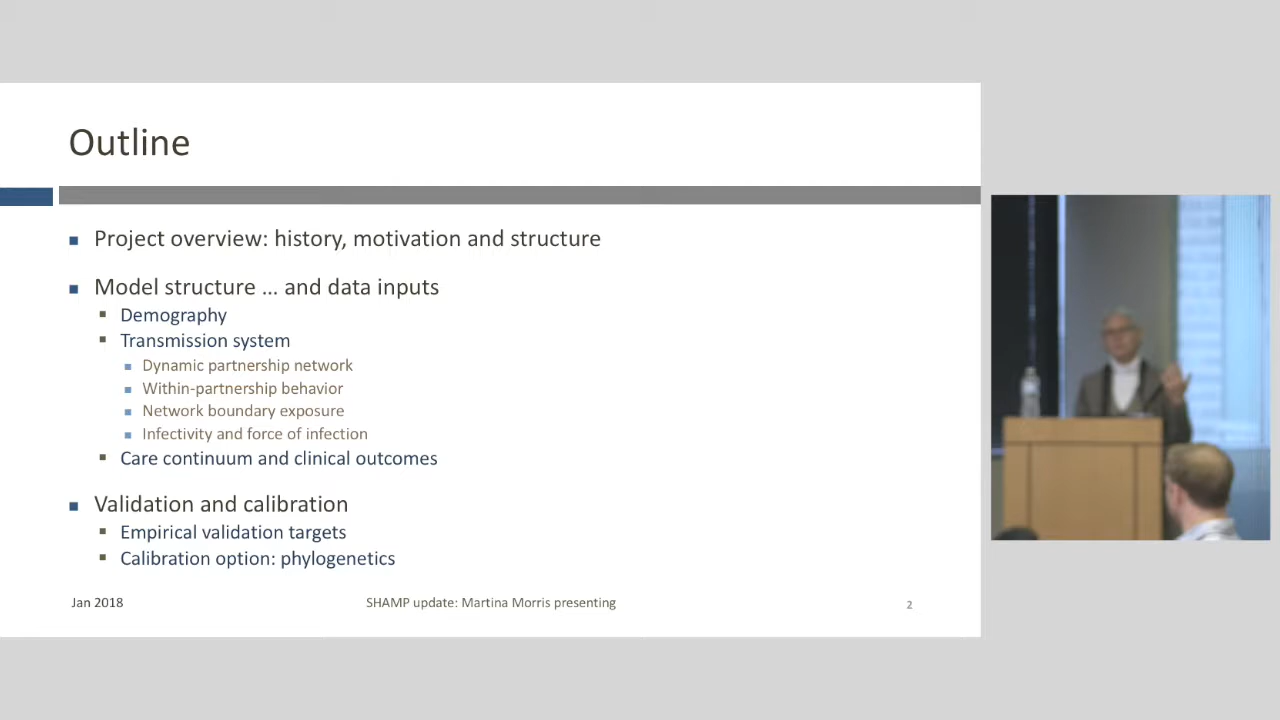 Outline
Project overview: history, motivation and structure
Model structure ... and data inputs
Demography
Transmission system
Dynamic partnership network
Within-partnership behavior
Network boundary exposure
Infectivity and force of infection
Care continuum and clinical outcomes
Validation and calibration
Empirical validation targets
Calibration option: phylogenetics
Jan 2018 SHAMP update: Martina Morris presenting 2